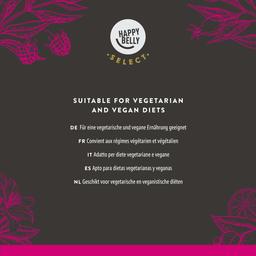 HAPPY
BELLY
SELECT
SUITABLE FOR VEGETARIAN
AND VEGAN DIETS
DE Für eine vegetarische und vegane Ernährung geeignet
FR Convient aux régimes végétarien et végétalien
IT Adatto per diete vegetariane e vegane
ES Apto para dietas vegetarianas y veganas
NL Geschikt voor vegetarische en veganistische diëten